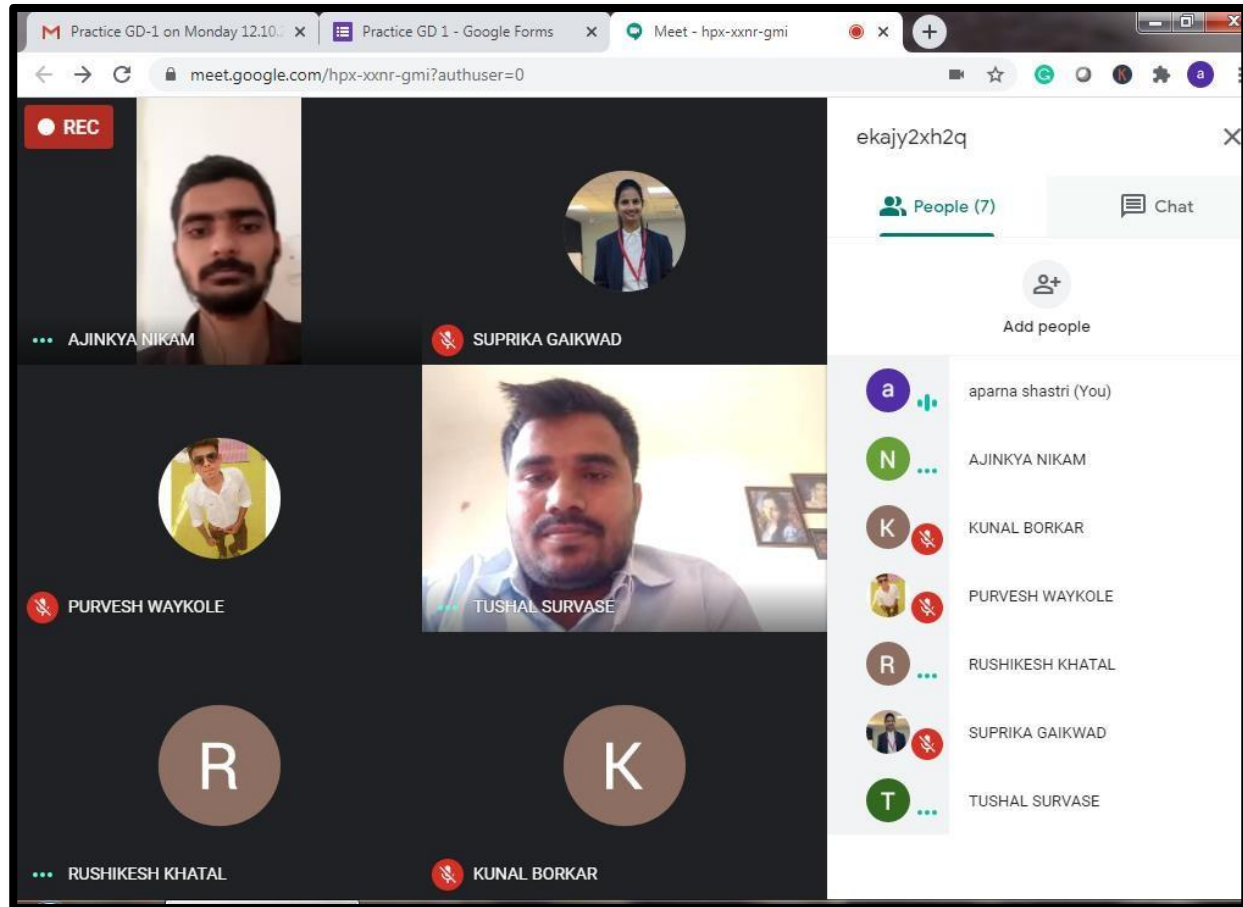 Practice GD-1 on Monday 12.10.
Practice GD 1 - Google Forms
Meet - hpx-xxnr-gmi
meet.google.com/hpx-xxnr-gmi?authuser=0
a
REC
AJINKYA NIKAM
SUPRIKA GAIKWAD
PURVESH WAYKOLE
TUSHAL SURVASE
R
K
RUSHIKESH KHATAL
KUNAL BORKAR
ekajy2xh2q
People (7)
Chat
Add people
a
aparna shastri (You)
N
AJINKYA NIKAM
K
KUNAL BORKAR
PURVESH WAYKOLE
R
RUSHIKESH KHATAL
SUPRIKA GAIKWAD
T
TUSHAL SURVASE